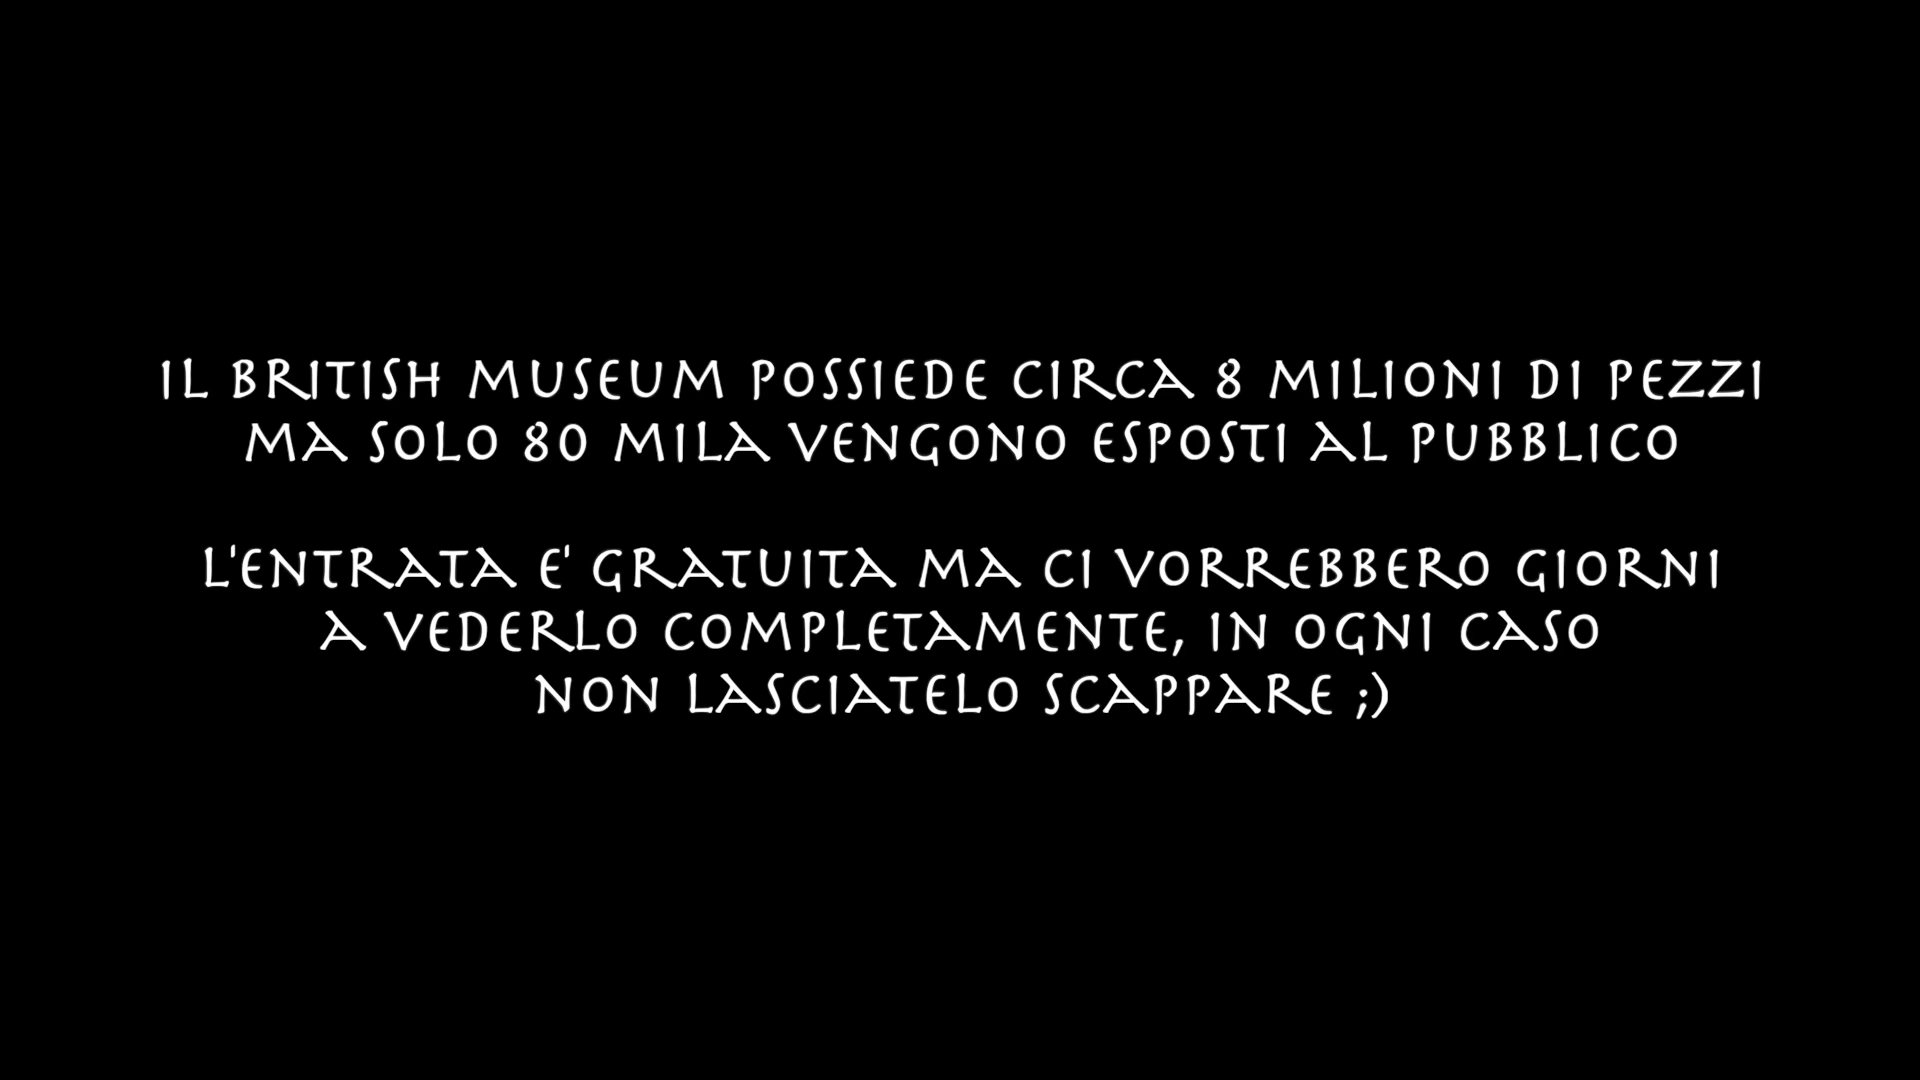 IL BRITISH MUSEUM POSSIEDE CIRCA 8 MILIONI DI PEZZI
MA SOLO 80 MILA VENGONO ESPOSTI AL PUBBLICO
L'ENTRATA E' GRATUITA MA CI VORREBBERO GIORNI
A VEDERLO COMPLETAMENTE, IN OGNI CASO
NON LASCIATELO SCAPPARE ;)